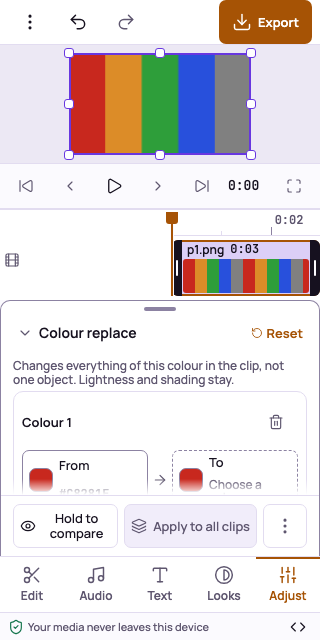 Export
0:00
0:02
p1.png 0:03
Colour replace
Reset
Changes everything of this colour in the clip, not
one object. Lightness and shading stay.
Colour 1
From
To
Choose a
Hold to
compare
Apply to all clips
Edit
Audio
Text
Looks
Adjust
Your media never leaves this device